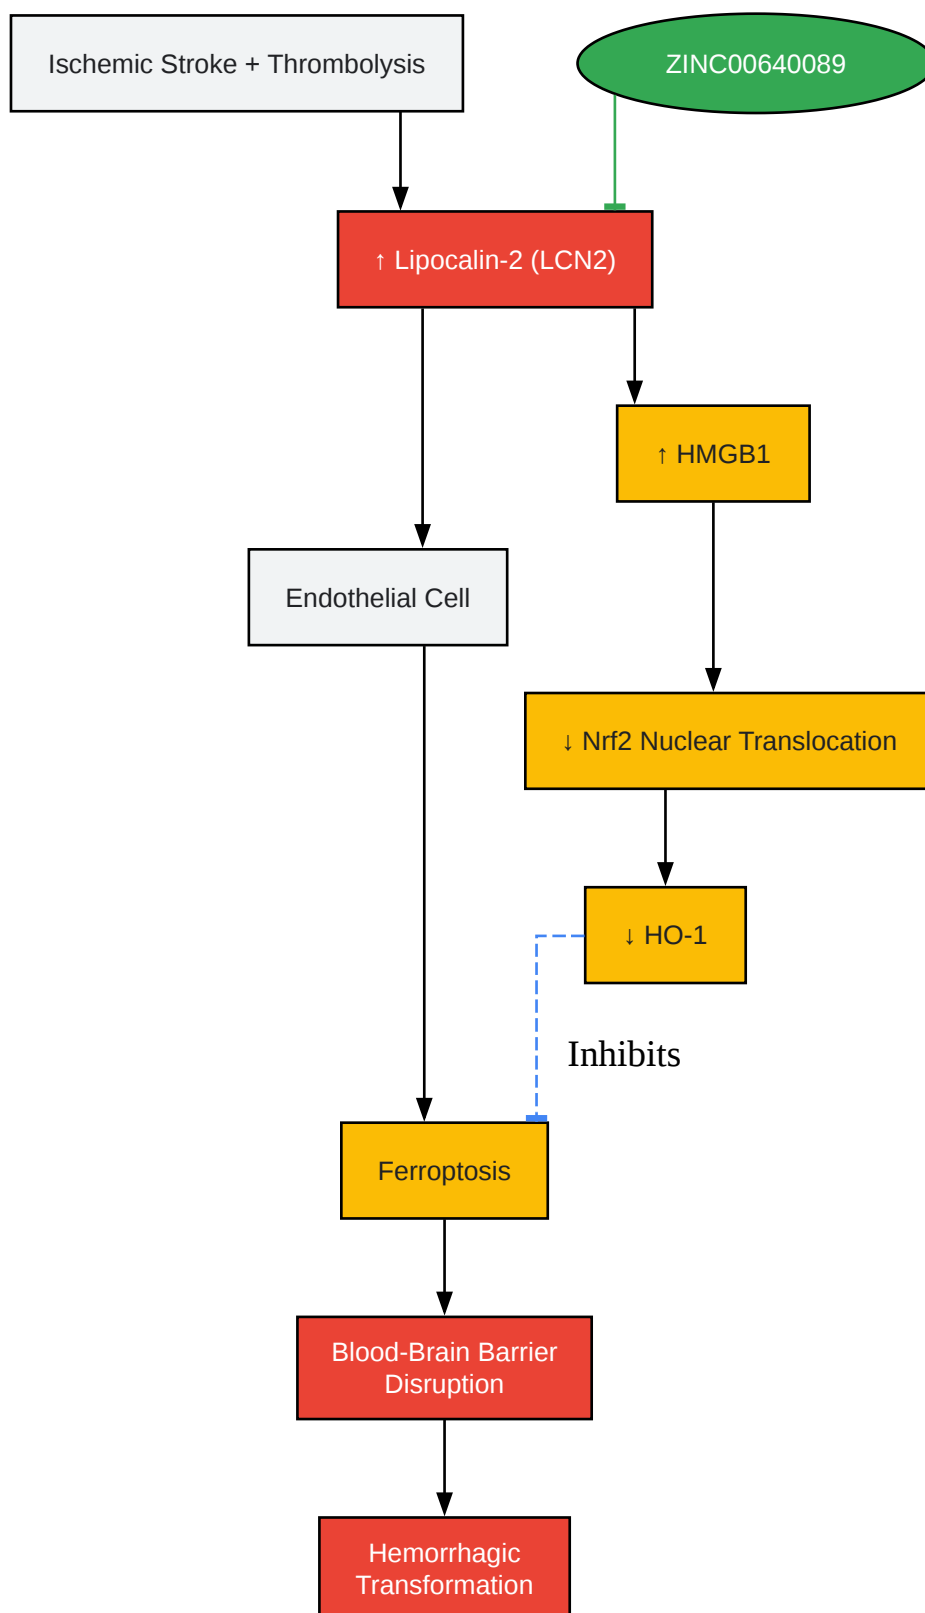 Ischemic Stroke + Thrombolysis
ZINC00640089
↑ Lipocalin-2 (LCN2)
↑ HMGB1
Endothelial Cell
↓ Nrf2 Nuclear Translocation
↓ HO-1
Inhibits
Ferroptosis
Blood-Brain Barrier
Disruption
Hemorrhagic
Transformation